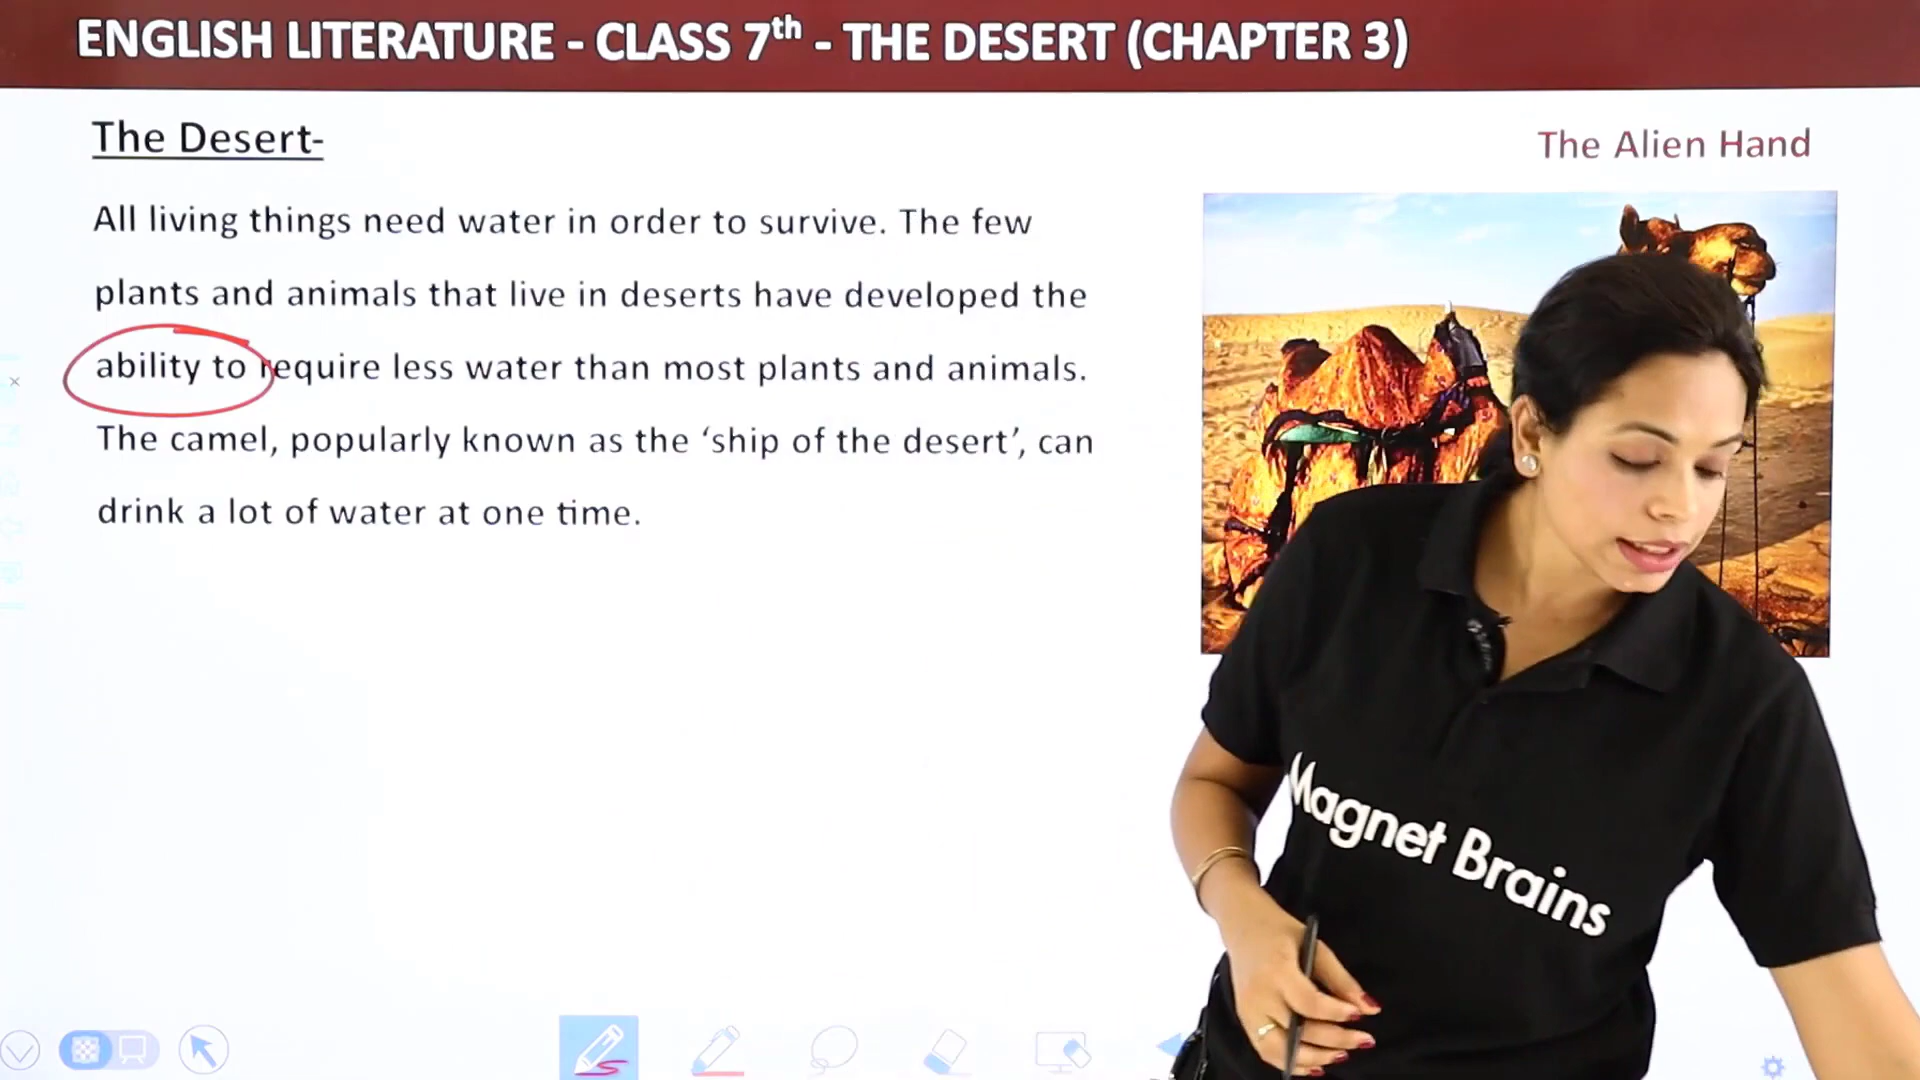 ENGLISH LITERATURE - CLASS 7th - THE DESERT (CHAPTER 3)
The Desert-
The Alien Hand
All living things need water in order to survive. The few
plants and animals that live in deserts have developed the
ability to require less water than most plants and animals.
The camel, popularly known as the ‘ship of the desert’, can
drink a lot of water at one time.
Magnet Brains